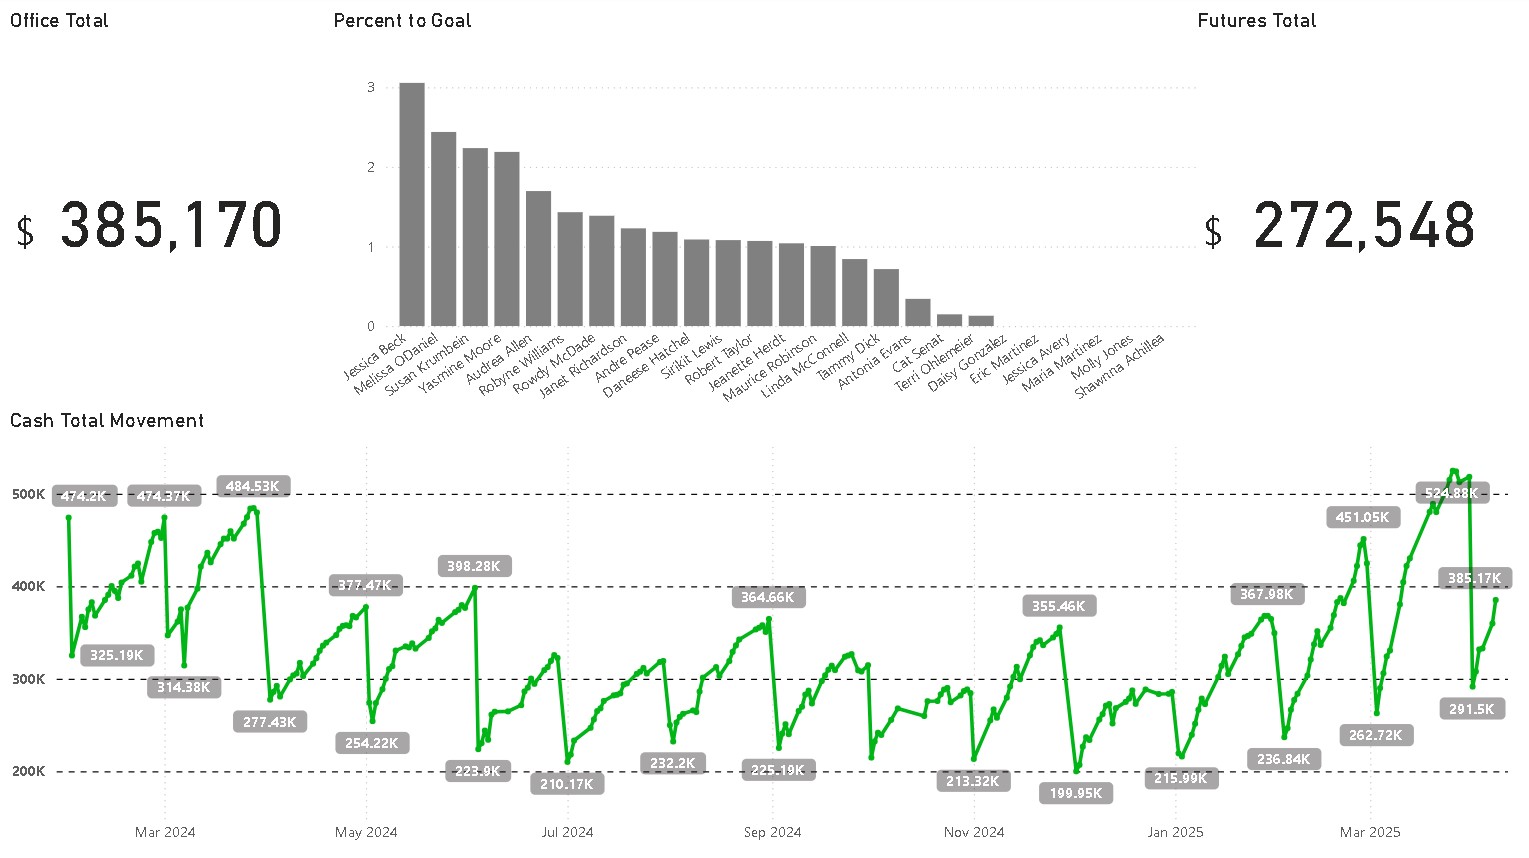 Office Total
Percent to Goal
Futures Total
$ 385,170
3
2
1
0
Jessica Beck
Melissa ODaniel
Susan Krumbein
Yasmine Moore
Audrea Allen
Robyne Williams
Rowdy McDade
Janet Richardson
Andre Pease
Daneese Hatchel
Sirikit Lewis
Robert Taylor
Jeanette Herdt
Maurice Robinson
Linda McConnell
Tammy Dick
Antonia Evans
Cat Senat
Terri Ohlemeier
Daisy Gonzalez
Eric Martinez
Jessica Avery
Maria Martinez
Molly Jones
Shawnna Achillea
$ 272,548
Cash Total Movement
500K
400K
300K
200K
474.2K
325.19K
474.37K
314.38K
484.53K
277.43K
377.47K
254.22K
398.28K
223.9K
210.17K
232.2K
364.66K
225.19K
213.32K
355.46K
199.95K
215.99K
367.98K
236.84K
451.05K
262.72K
524.88K
385.17K
291.5K
Mar 2024
May 2024
Jul 2024
Sep 2024
Nov 2024
Jan 2025
Mar 2025